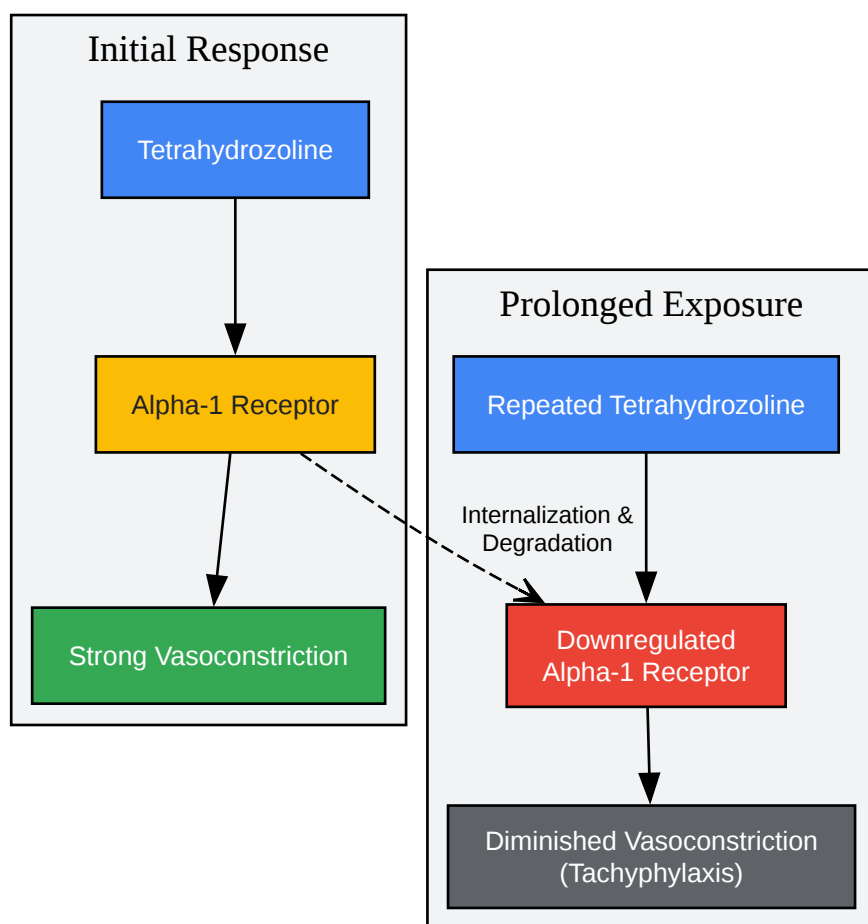 Initial Response
Tetrahydrozoline
Alpha-1 Receptor
Strong Vasoconstriction
Prolonged Exposure
Repeated Tetrahydrozoline
Internalization &
Degradation
Downregulated
Alpha-1 Receptor
Diminished Vasoconstriction
(Tachyphylaxis)